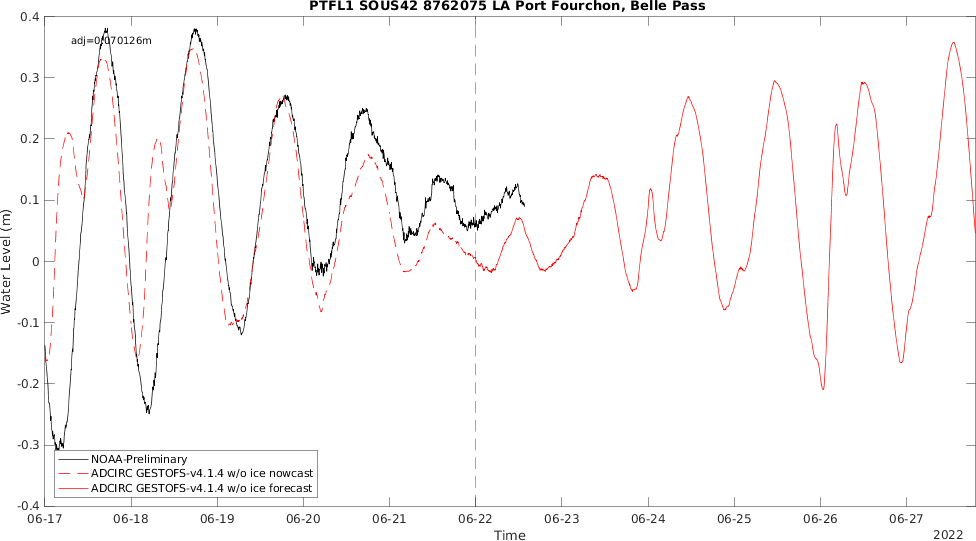 PTFL1 SOUS42 8762075 LA Port Fourchon, Belle Pass
adj=0.070126m
0.4
0.3
0.2
0.1
0
-0.1
-0.2
-0.3
-0.4
Water Level (m)
NOAA-Preliminary
ADCIRC GESTOFS-v4.1.4 w/o ice nowcast
ADCIRC GESTOFS-v4.1.4 w/o ice forecast
06-17 06-18 06-19 06-20 06-21 06-22 06-23 06-24 06-25 06-26 06-27
Time
2022